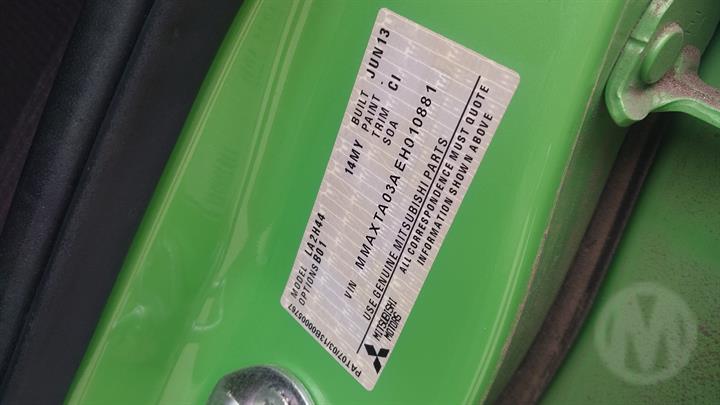 MODEL LA2H44 14MY BUILT JUN13
OPTIONS B01 PAINT .
TRIM CI
SOA
VIN MMAXTA03AEH010881
USE GENUINE MITSUBISHI PARTS
ALL CORRESPONDENCE MUST QUOTE
INFORMATION SHOWN ABOVE
MITSUBISHI
MOTORS
M